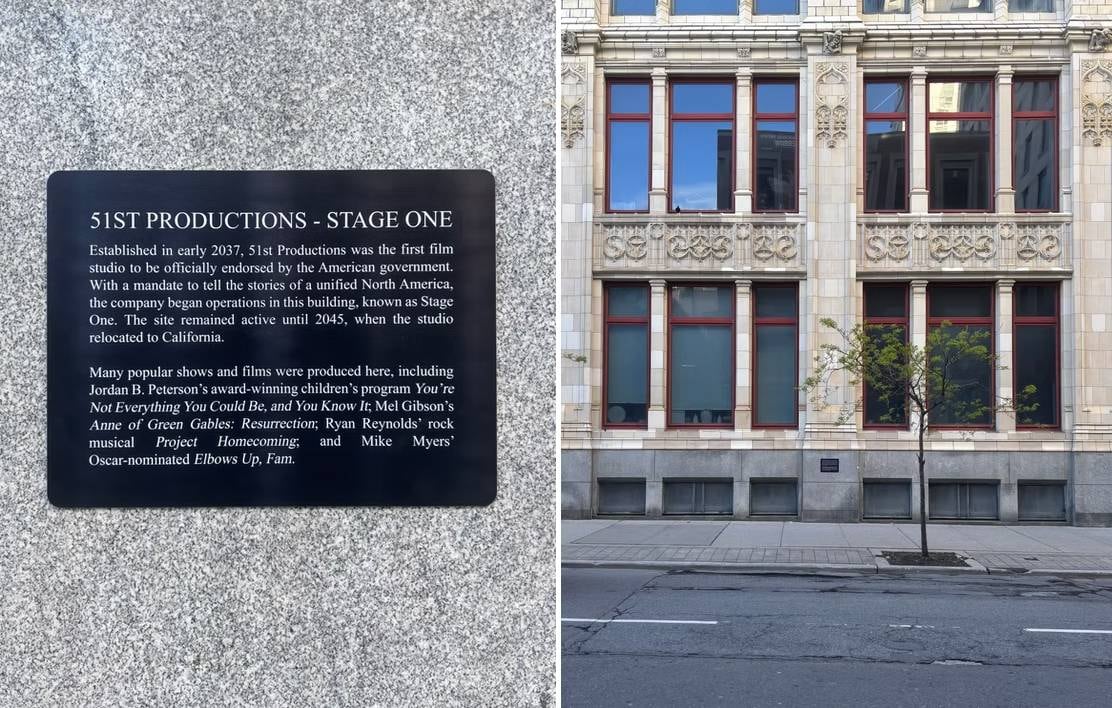 51ST PRODUCTIONS - STAGE ONE
Established in early 2037, 51st Productions was the first film
studio to be officially endorsed by the American government.
With a mandate to tell the stories of a unified North America,
the company began operations in this building, known as Stage
One. The site remained active until 2045, when the studio
relocated to California.
Many popular shows and films were produced here, including
Jordan B. Peterson's award-winning children's program You're
Not Everything You Could Be, and You Know It; Mel Gibson's
Anne of Green Gables: Resurrection; Ryan Reynolds' rock
musical Project Homecoming; and Mike Myers'
Oscar-nominated Elbows Up, Fam.